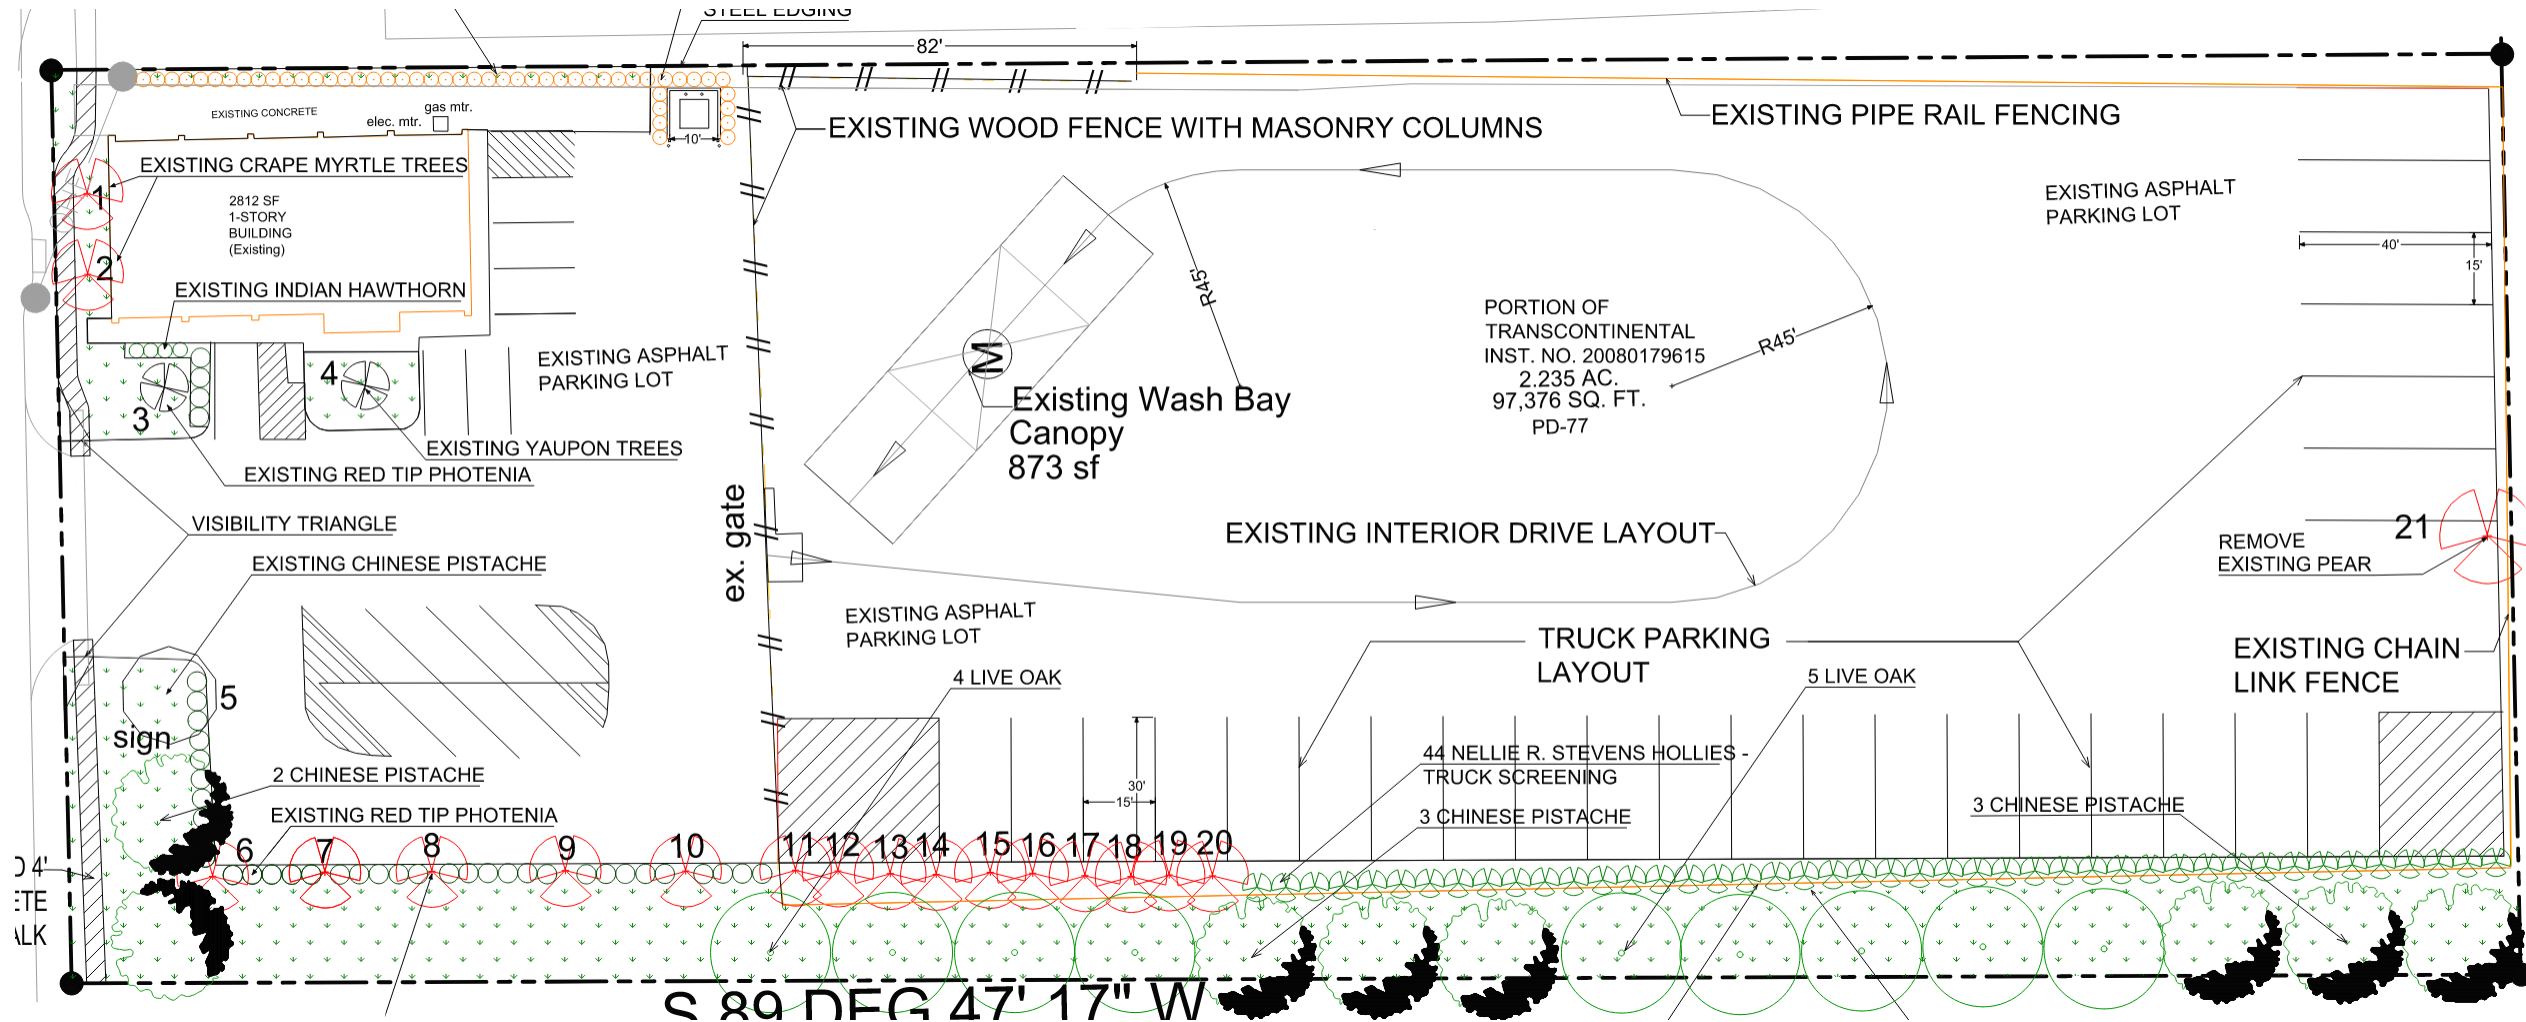 STEEL EDGING
82'
EXISTING CONCRETE
gas mtr.
elec. mtr.
10'
EXISTING WOOD FENCE WITH MASONRY COLUMNS
EXISTING PIPE RAIL FENCING
EXISTING CRAPE MYRTLE TREES
1
2812 SF
1-STORY
BUILDING
(Existing)
2
EXISTING INDIAN HAWTHORN
EXISTING ASPHALT
PARKING LOT
40'
15'
R45'
PORTION OF
TRANSCONTINENTAL
INST. NO. 20080179615
2.235 AC.
97,376 SQ. FT.
PD-77
R45'
M
Existing Wash Bay
Canopy
873 sf
EXISTING ASPHALT
PARKING LOT
4
3
EXISTING YAUPON TREES
EXISTING RED TIP PHOTENIA
VISIBILITY TRIANGLE
EXISTING CHINESE PISTACHE
ex. gate
EXISTING INTERIOR DRIVE LAYOUT
21
REMOVE
EXISTING PEAR
EXISTING ASPHALT
PARKING LOT
TRUCK PARKING
LAYOUT
EXISTING CHAIN
LINK FENCE
4 LIVE OAK
5 LIVE OAK
5
sign
2 CHINESE PISTACHE
EXISTING RED TIP PHOTENIA
30'
15'
44 NELLIE R. STEVENS HOLLIES -
TRUCK SCREENING
3 CHINESE PISTACHE
3 CHINESE PISTACHE
6 7 8 9 10 11 12 13 14 15 16 17 18 19 20
4'
ETE
ALK
S 89 DEG 47' 17" W